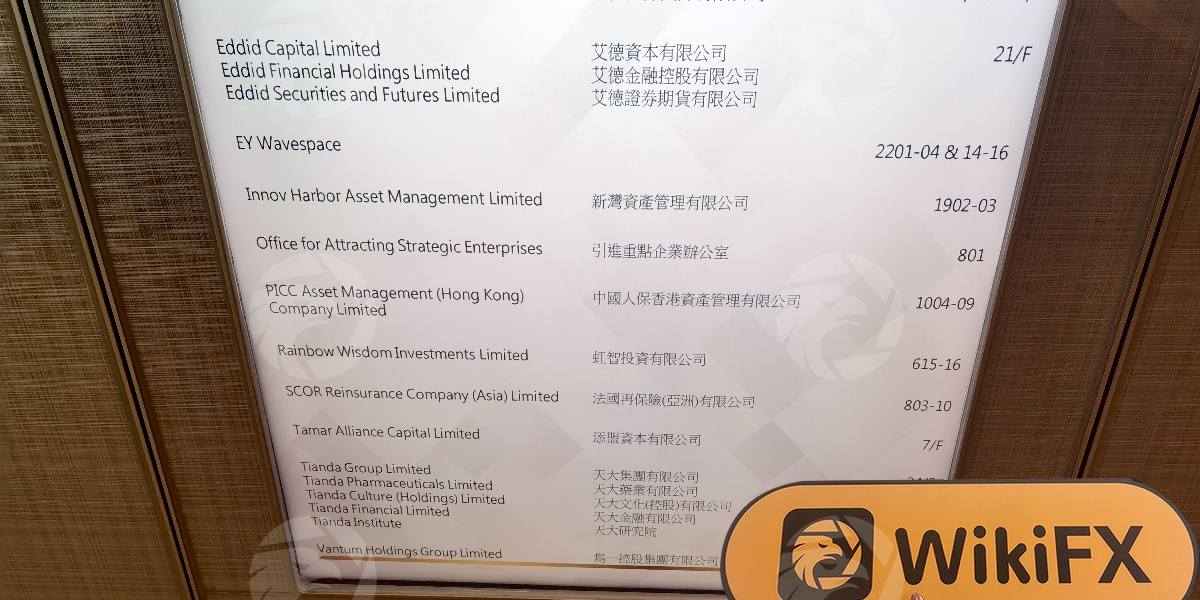 Eddid Capital Limited 艾德資本有限公司 21/F
Eddid Financial Holdings Limited 艾德金融控股有限公司
Eddid Securities and Futures Limited 艾德證券期貨有限公司
EY Wavespace 2201-04 & 14-16
Innov Harbor Asset Management Limited 新灣資產管理有限公司 1902-03
Office for Attracting Strategic Enterprises 引進重點企業辦公室 801
PICC Asset Management (Hong Kong) 中國人保香港資產管理有限公司 1004-09
Company Limited
Rainbow Wisdom Investments Limited 虹智投資有限公司 615-16
SCOR Reinsurance Company (Asia) Limited 法國再保險(亞洲)有限公司 803-10
Tamar Alliance Capital Limited 添盟資本有限公司 7/F
Tianda Group Limited 天大集團有限公司
Tianda Pharmaceuticals Limited 天大藥業有限公司
Tianda Culture (Holdings) Limited 天大文化(控股)有限公司
Tianda Financial Limited 天大金融有限公司
Tianda Institute 天大研究院
Vantum Holdings Group Limited 雋一控股集團有限公司
WikiFX